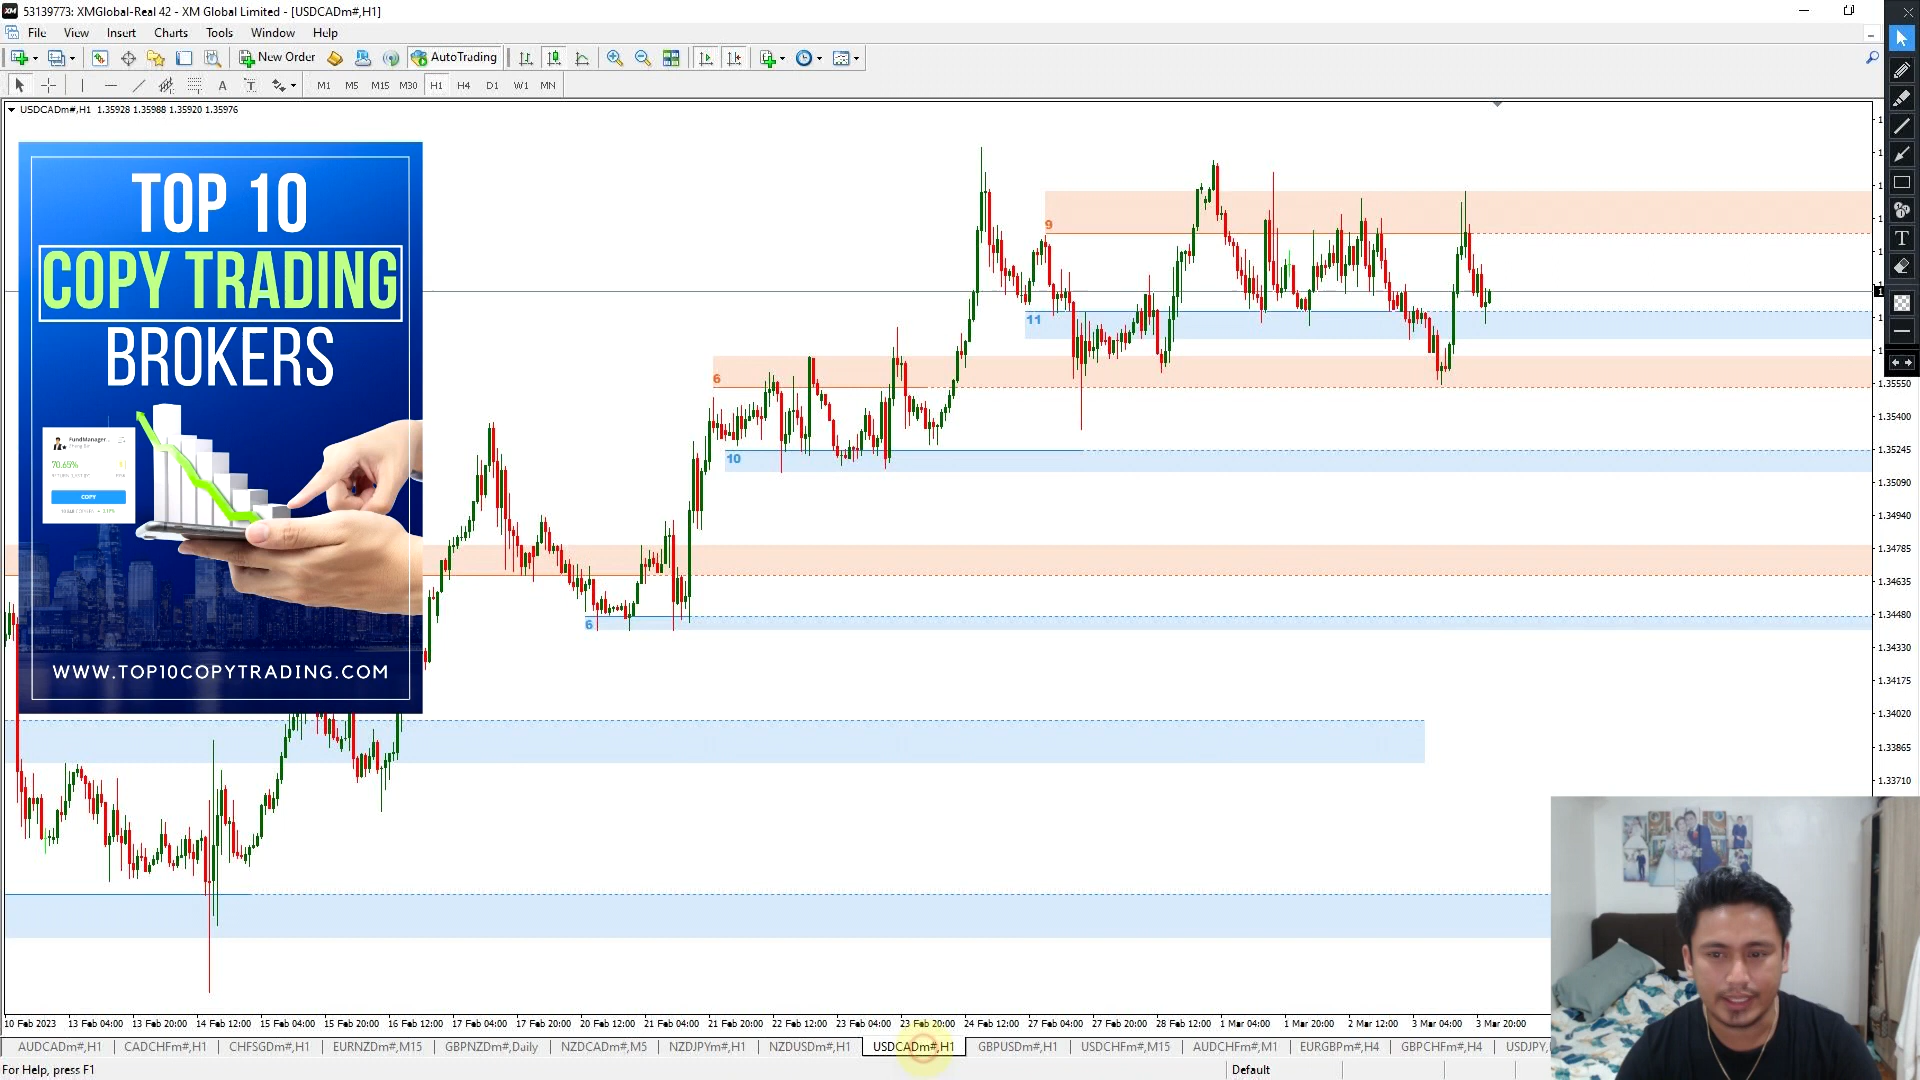 53139773: XMGlobal-Real 42 - XM Global Limited - [USDCADm#,H1]
File View Insert Charts Tools Window Help
New Order AutoTrading
A T M1 M5 M15 M30 H1 H4 D1 W1 MN
USDCADm#,H1 1.35928 1.35988 1.35920 1.35976
TOP 10
COPY TRADING
BROKERS
FundManager...
70.65%
COPY
WWW.TOP10COPYTRADING.COM
9
11
6
10
6
1.35550
1.35400
1.35245
1.35090
1.34940
1.34785
1.34635
1.34480
1.34330
1.34175
1.34020
1.33865
1.33710
10 Feb 2023 13 Feb 04:00 13 Feb 20:00 14 Feb 12:00 15 Feb 04:00 15 Feb 20:00 16 Feb 12:00 17 Feb 04:00 17 Feb 20:00 20 Feb 12:00 21 Feb 04:00 21 Feb 20:00 22 Feb 12:00 23 Feb 04:00 23 Feb 20:00 24 Feb 12:00 27 Feb 04:00 27 Feb 20:00 28 Feb 12:00 1 Mar 04:00 1 Mar 20:00 2 Mar 12:00 3 Mar 04:00 3 Mar 20:00
AUDCADm#,H1 CADCHFm#,H1 CHFSGDm#,H1 EURNZDm#,M15 GBPNZDm#,Daily NZDCADm#,M5 NZDJPYm#,H1 NZDUSDm#,H1 USDCADm#,H1 GBPUSDm#,H1 USDCHFm#,M15 AUDCHFm#,M1 EURGBPm#,H4 GBPCHFm#,H4 USDJPY
For Help, press F1 Default